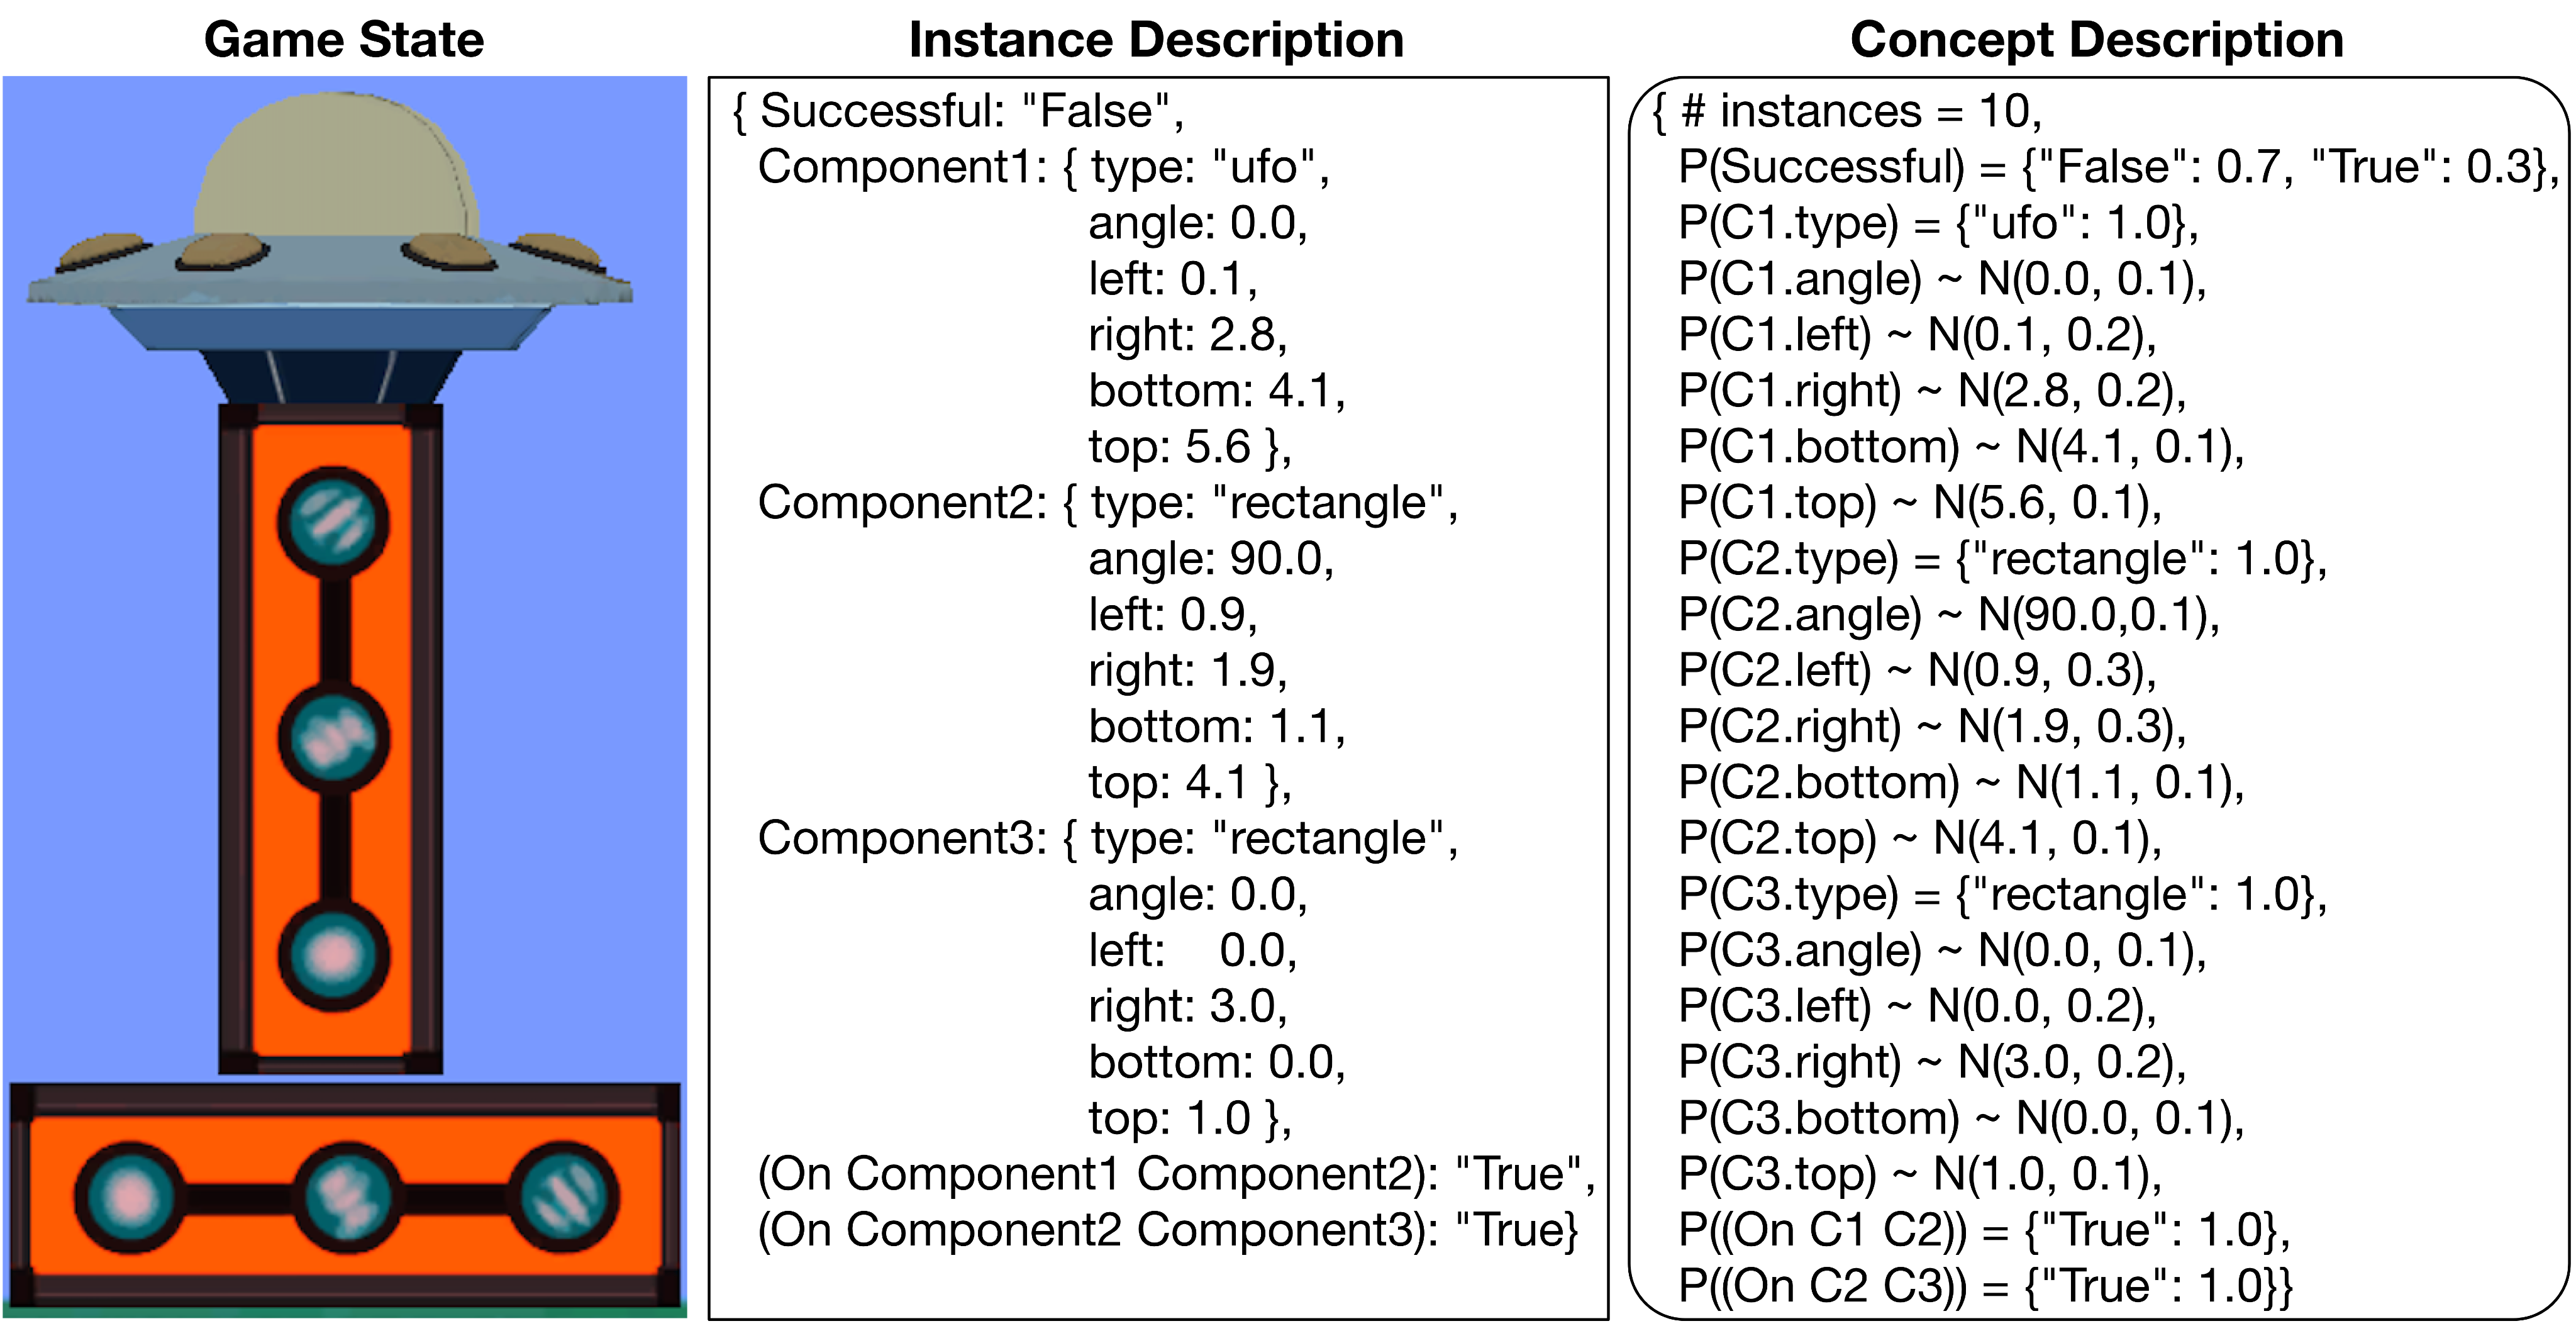 Game State
Instance Description
Concept Description
{ Successful: "False",
Component1: { type: "ufo",
angle: 0.0,
left: 0.1,
right: 2.8,
bottom: 4.1,
top: 5.6 },
Component2: { type: "rectangle",
angle: 90.0,
left: 0.9,
right: 1.9,
bottom: 1.1,
top: 4.1 },
Component3: { type: "rectangle",
angle: 0.0,
left: 0.0,
right: 3.0,
bottom: 0.0,
top: 1.0 },
(On Component1 Component2): "True",
(On Component2 Component3): "True}
{ # instances = 10,
P(Successful) = {"False": 0.7, "True": 0.3},
P(C1.type) = {"ufo": 1.0},
P(C1.angle) ~ N(0.0, 0.1),
P(C1.left) ~ N(0.1, 0.2),
P(C1.right) ~ N(2.8, 0.2),
P(C1.bottom) ~ N(4.1, 0.1),
P(C1.top) ~ N(5.6, 0.1),
P(C2.type) = {"rectangle": 1.0},
P(C2.angle) ~ N(90.0,0.1),
P(C2.left) ~ N(0.9, 0.3),
P(C2.right) ~ N(1.9, 0.3),
P(C2.bottom) ~ N(1.1, 0.1),
P(C2.top) ~ N(4.1, 0.1),
P(C3.type) = {"rectangle": 1.0},
P(C3.angle) ~ N(0.0, 0.1),
P(C3.left) ~ N(0.0, 0.2),
P(C3.right) ~ N(3.0, 0.2),
P(C3.bottom) ~ N(0.0, 0.1),
P(C3.top) ~ N(1.0, 0.1),
P((On C1 C2)) = {"True": 1.0},
P((On C2 C3)) = {"True": 1.0}}